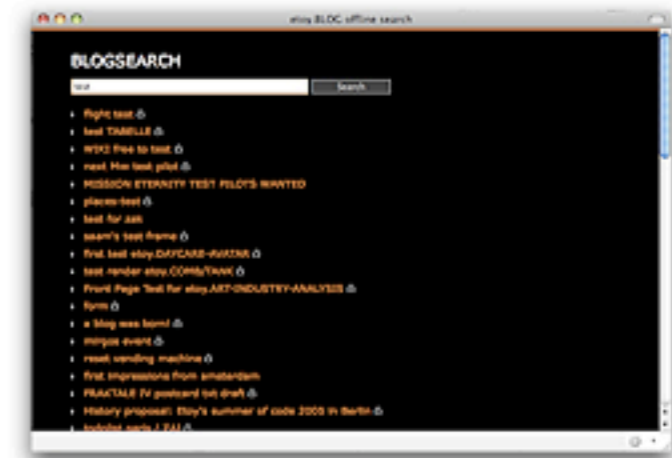 etoy.BLOG offline search
BLOGSEARCH
test
Search
flight test
test TABELLE
WIKI free to test
next Mm test pilot
MISSION ETERNITY TEST PILOTS WANTED
places-test
test for zak
test frame
first test etoy.DAYCARE-AVATAR
test render etoy.COMB/TANK
Front Page Test for etoy.ART-INDUSTRY-ANALYSIS
form
a blog was born!
event
reset vending machine
first impressions from amsterdam
FRAKTALE IV postcard txt draft
History proposal: Etoy's summer of code 2005 in Berlin